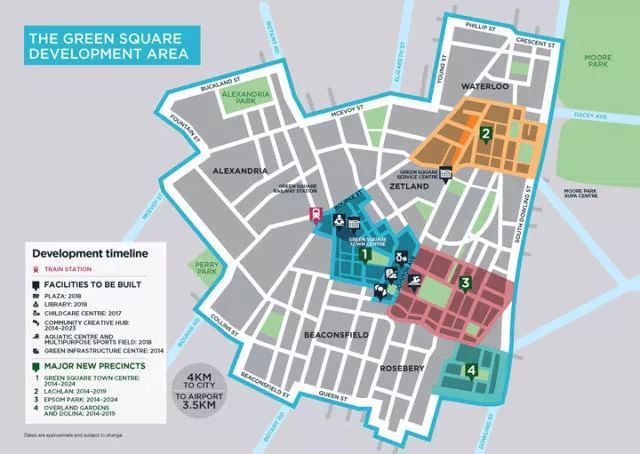 THE GREEN SQUARE
DEVELOPMENT AREA
BOTANY RD
ELIZABETH ST
PHILLIP ST
CRESCENT ST
YOUNG ST
MOORE
PARK
BUCKLAND ST
ALEXANDRIA
PARK
WATERLOO
FOUNTAIN ST
MCEVOY ST
2
DACEY AVE
ALEXANDRIA
GREEN SQUARE
SERVICE CENTRE
GREEN SQUARE
RAILWAY STATION
ZETLAND
MOORE PARK
SUPA CENTRE
MCEVOY ST
BOURKE ST
SOUTH DOWLING ST
GREEN SQUARE
TOWN CENTRE
1
PERRY
PARK
3
BOURKE RD
COLLINS ST
BEACONSFIELD
ROSEBERY
4
4KM
TO CITY
TO AIRPORT
3.5KM
BEACONSFIELD ST
QUEEN ST
BOTANY RD
DOWLING ST
Development timeline
TRAIN STATION
FACILITIES TO BE BUILT
PLAZA: 2018
LIBRARY: 2018
CHILDCARE CENTRE: 2017
COMMUNITY CREATIVE HUB:
2014-2023
AQUATIC CENTRE AND
MULTIPURPOSE SPORTS FIELD: 2018
GREEN INFRASTRUCTURE CENTRE: 2014
MAJOR NEW PRECINCTS
1 GREEN SQUARE TOWN CENTRE:
2014-2024
2 LACHLAN: 2014-2019
3 EPSOM PARK: 2014-2024
4 OVERLAND GARDENS
AND DGLINA: 2014-2019
Dates are approximate and subject to change.